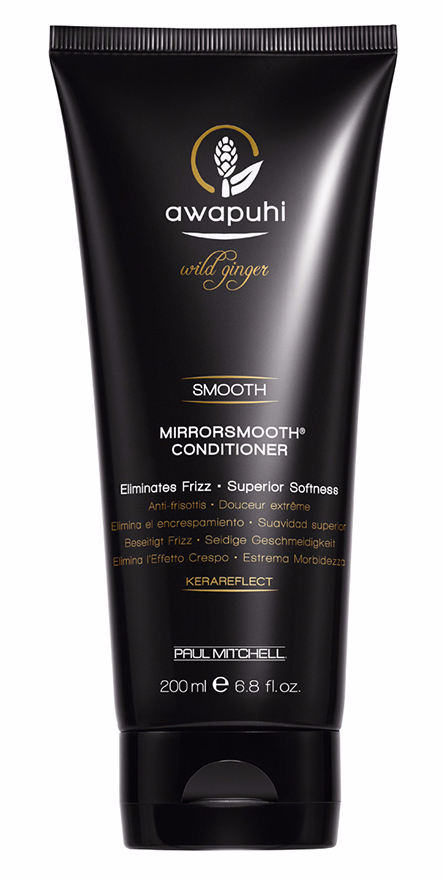 awapuhi
wild ginger
SMOOTH
MIRRORSMOOTH®
CONDITIONER
Eliminates Frizz · Superior Softness
Anti-frisottis · Douceur extrême
Elimina el encrespamiento · Suavidad superior
Beseitigt Frizz · Seidige Geschmeidigkeit
Elimina l'Effetto Crespo · Estrema Morbidezza
KERAREFLECT
PAUL MITCHELL
200 ml ℮ 6.8 fl. oz.